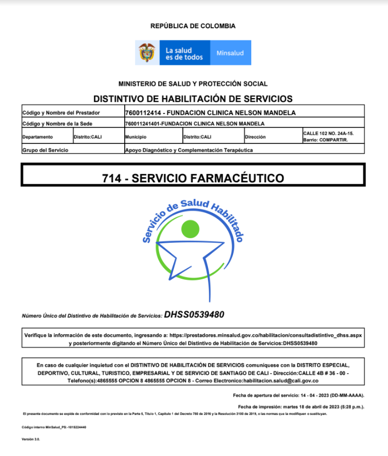 REPÚBLICA DE COLOMBIA
La salud
es de todos
Minsalud
MINISTERIO DE SALUD Y PROTECCIÓN SOCIAL
DISTINTIVO DE HABILITACIÓN DE SERVICIOS
Código y Nombre del Prestador 7600112414 - FUNDACION CLINICA NELSON MANDELA
Código y Nombre de la Sede 760011241401-FUNDACION CLINICA NELSON MANDELA
Departamento Distrito:CALI Municipio Distrito:CALI Dirección CALLE 102 NO. 24A-15.
Barrio: COMPARTIR.
Grupo del Servicio Apoyo Diagnóstico y Complementación Terapéutica
714 - SERVICIO FARMACÉUTICO
Servicio de Salud Habilitado
Número Único del Distintivo de Habilitación de Servicios: DHSS0539480
Verifique la información de este documento, ingresando a: https://prestadores.minsalud.gov.co/habilitacion/consultadistintivo_dhss.aspx
y posteriormente digitando el Número Único del Distintivo de Habilitación de Servicios:DHSS0539480
En caso de cualquier inquietud con el DISTINTIVO DE HABILITACIÓN DE SERVICIOS comuniquese con la DISTRITO ESPECIAL,
DEPORTIVO, CULTURAL, TURISTICO, EMPRESARIAL Y DE SERVICIO DE SANTIAGO DE CALI - Dirección:CALLE 4B # 36 - 00 -
Telefono(s):4865555 OPCION 8 4865555 OPCION 8 - Correo Electronico:habilitacion.salud@cali.gov.co
Fecha de apertura del servicio 14 - 04 - 2023 (DD-MM-AAAA).
Fecha de impresión: martes 18 de abril de 2023 (5:28 p.m.).
El presente documento se expide de conformidad con lo previsto en la Parte 5, Título 1, Capítulo 1 del Decreto 780 de 2016 y la Resolución 3100 de 2019, o las normas que la modifiquen o sustituyan.
Versión 3.0.